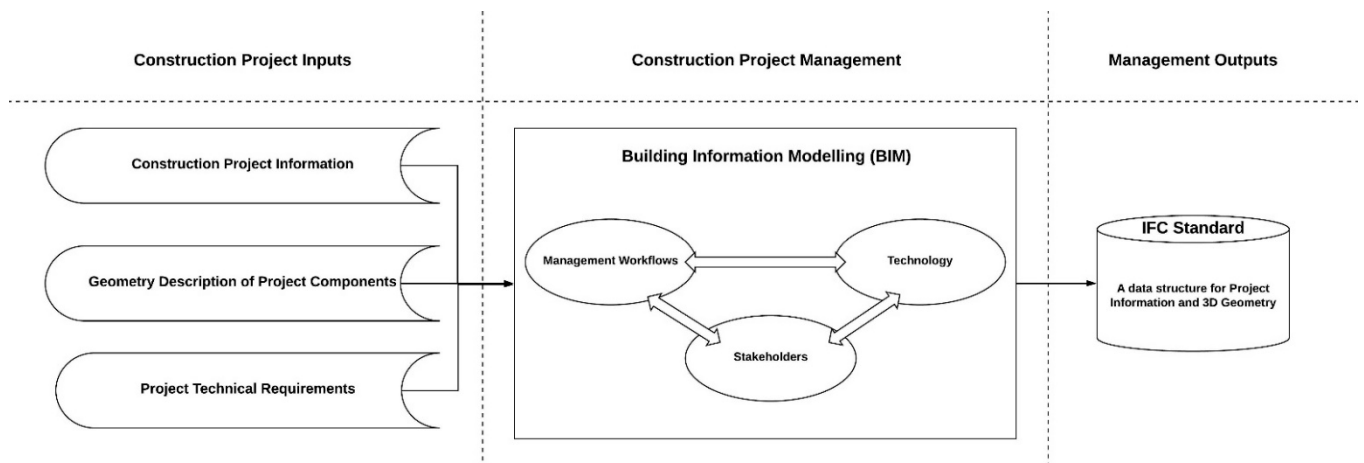 Construction Project Inputs
Construction Project Management
Management Outputs
Construction Project Information
Geometry Description of Project Components
Project Technical Requirements
Building Information Modelling (BIM)
Management Workflows
Technology
Stakeholders
IFC Standard
A data structure for Project
Information and 3D Geometry